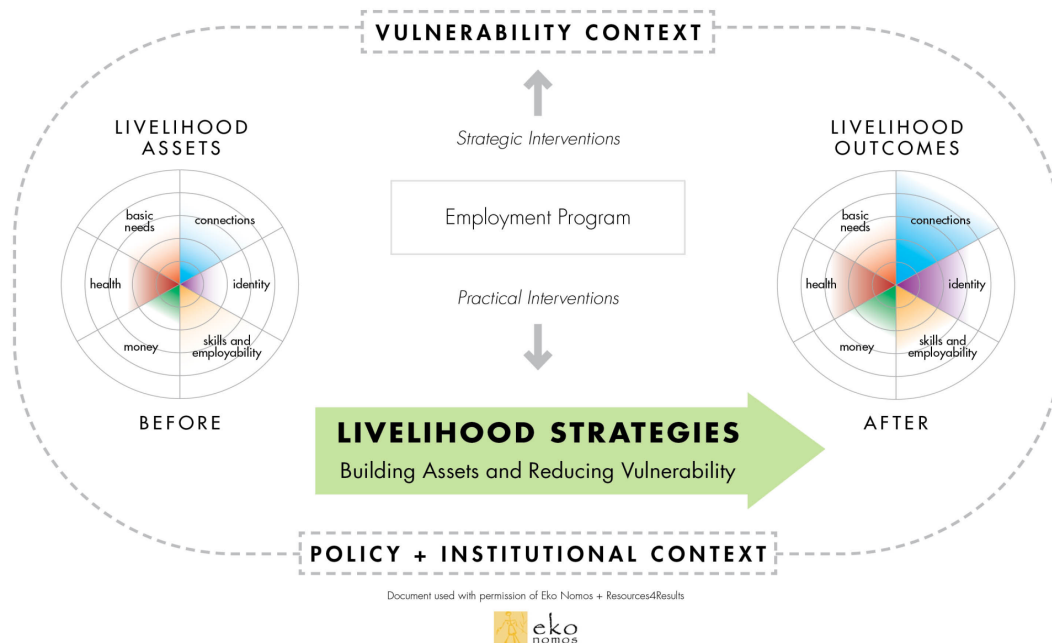 VULNERABILITY CONTEXT
Strategic Interventions
Employment Program
Practical Interventions
LIVELIHOOD
ASSETS
basic
needs
connections
health
identity
money
skills and
employability
BEFORE
LIVELIHOOD
OUTCOMES
basic
needs
connections
health
identity
money
skills and
employability
AFTER
LIVELIHOOD STRATEGIES
Building Assets and Reducing Vulnerability
POLICY + INSTITUTIONAL CONTEXT
Document used with permission of Eko Nomos + Resources4Results
eko
nomos